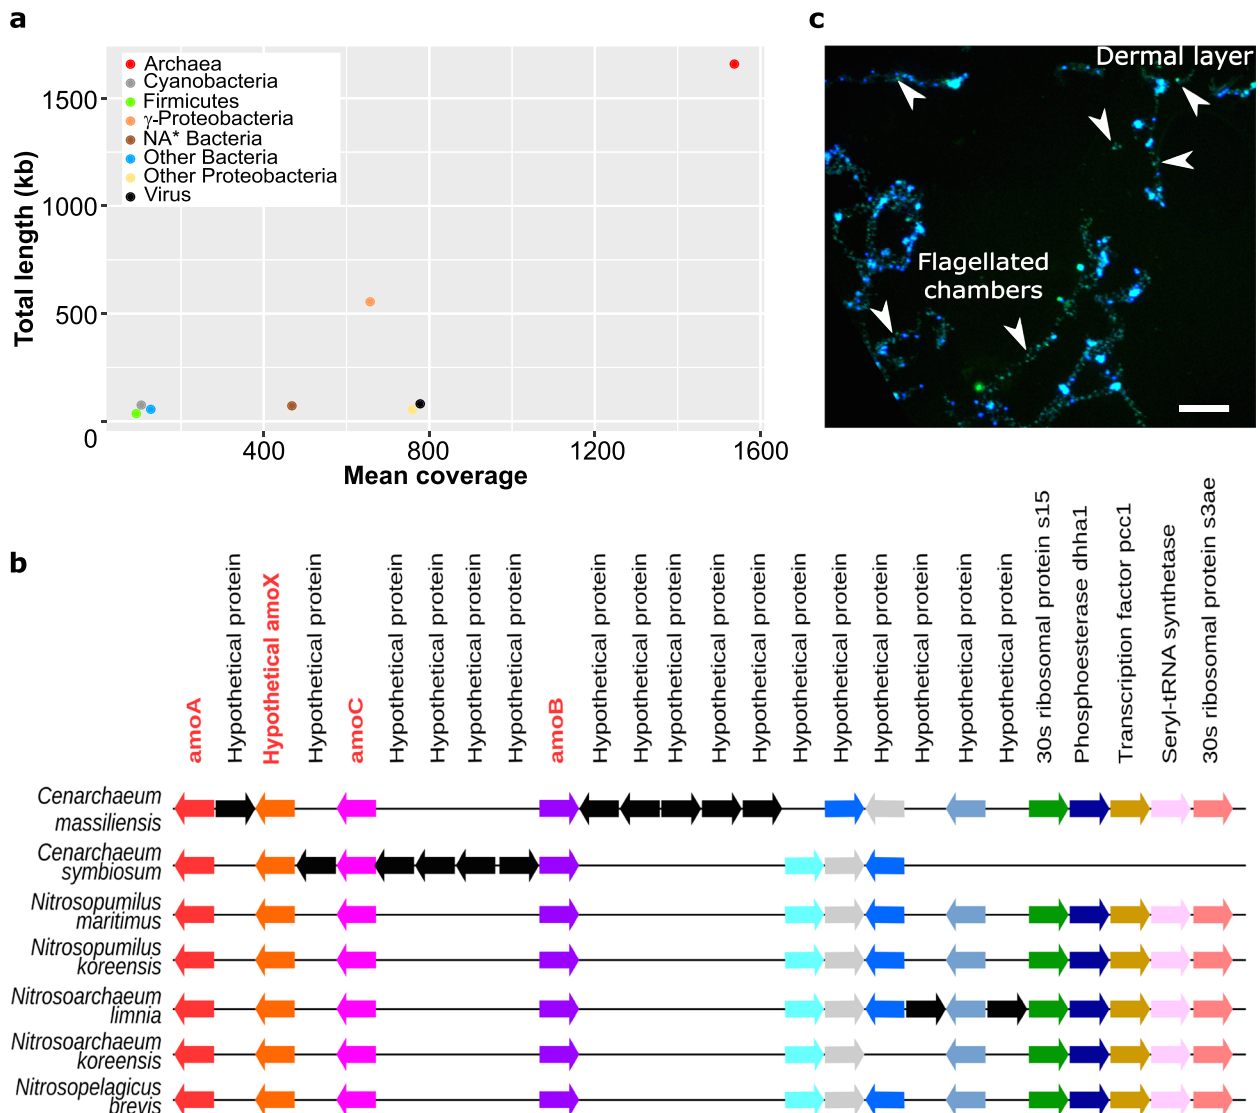 a
Archaea
Cyanobacteria
Firmicutes
γ-Proteobacteria
NA* Bacteria
Other Bacteria
Other Proteobacteria
Virus
Total length (kb)
1500
1000
500
0
400
800
1200
1600
Mean coverage
c
Dermal layer
Flagellated
chambers
b
amoA
Hypothetical protein
Hypothetical amoX
Hypothetical protein
amoC
Hypothetical protein
Hypothetical protein
Hypothetical protein
Hypothetical protein
amoB
Hypothetical protein
Hypothetical protein
Hypothetical protein
Hypothetical protein
Hypothetical protein
Hypothetical protein
Hypothetical protein
Hypothetical protein
Hypothetical protein
Hypothetical protein
Hypothetical protein
30s ribosomal protein s15
Phosphoesterase dhha1
Transcription factor pcc1
Seryl-tRNA synthetase
30s ribosomal protein s3ae
Cenarchaeum
massiliensis
Cenarchaeum
symbiosum
Nitrosopumilus
maritimus
Nitrosopumilus
koreensis
Nitrosoarchaeum
limnia
Nitrosoarchaeum
koreensis
Nitrosopelagicus
brevis